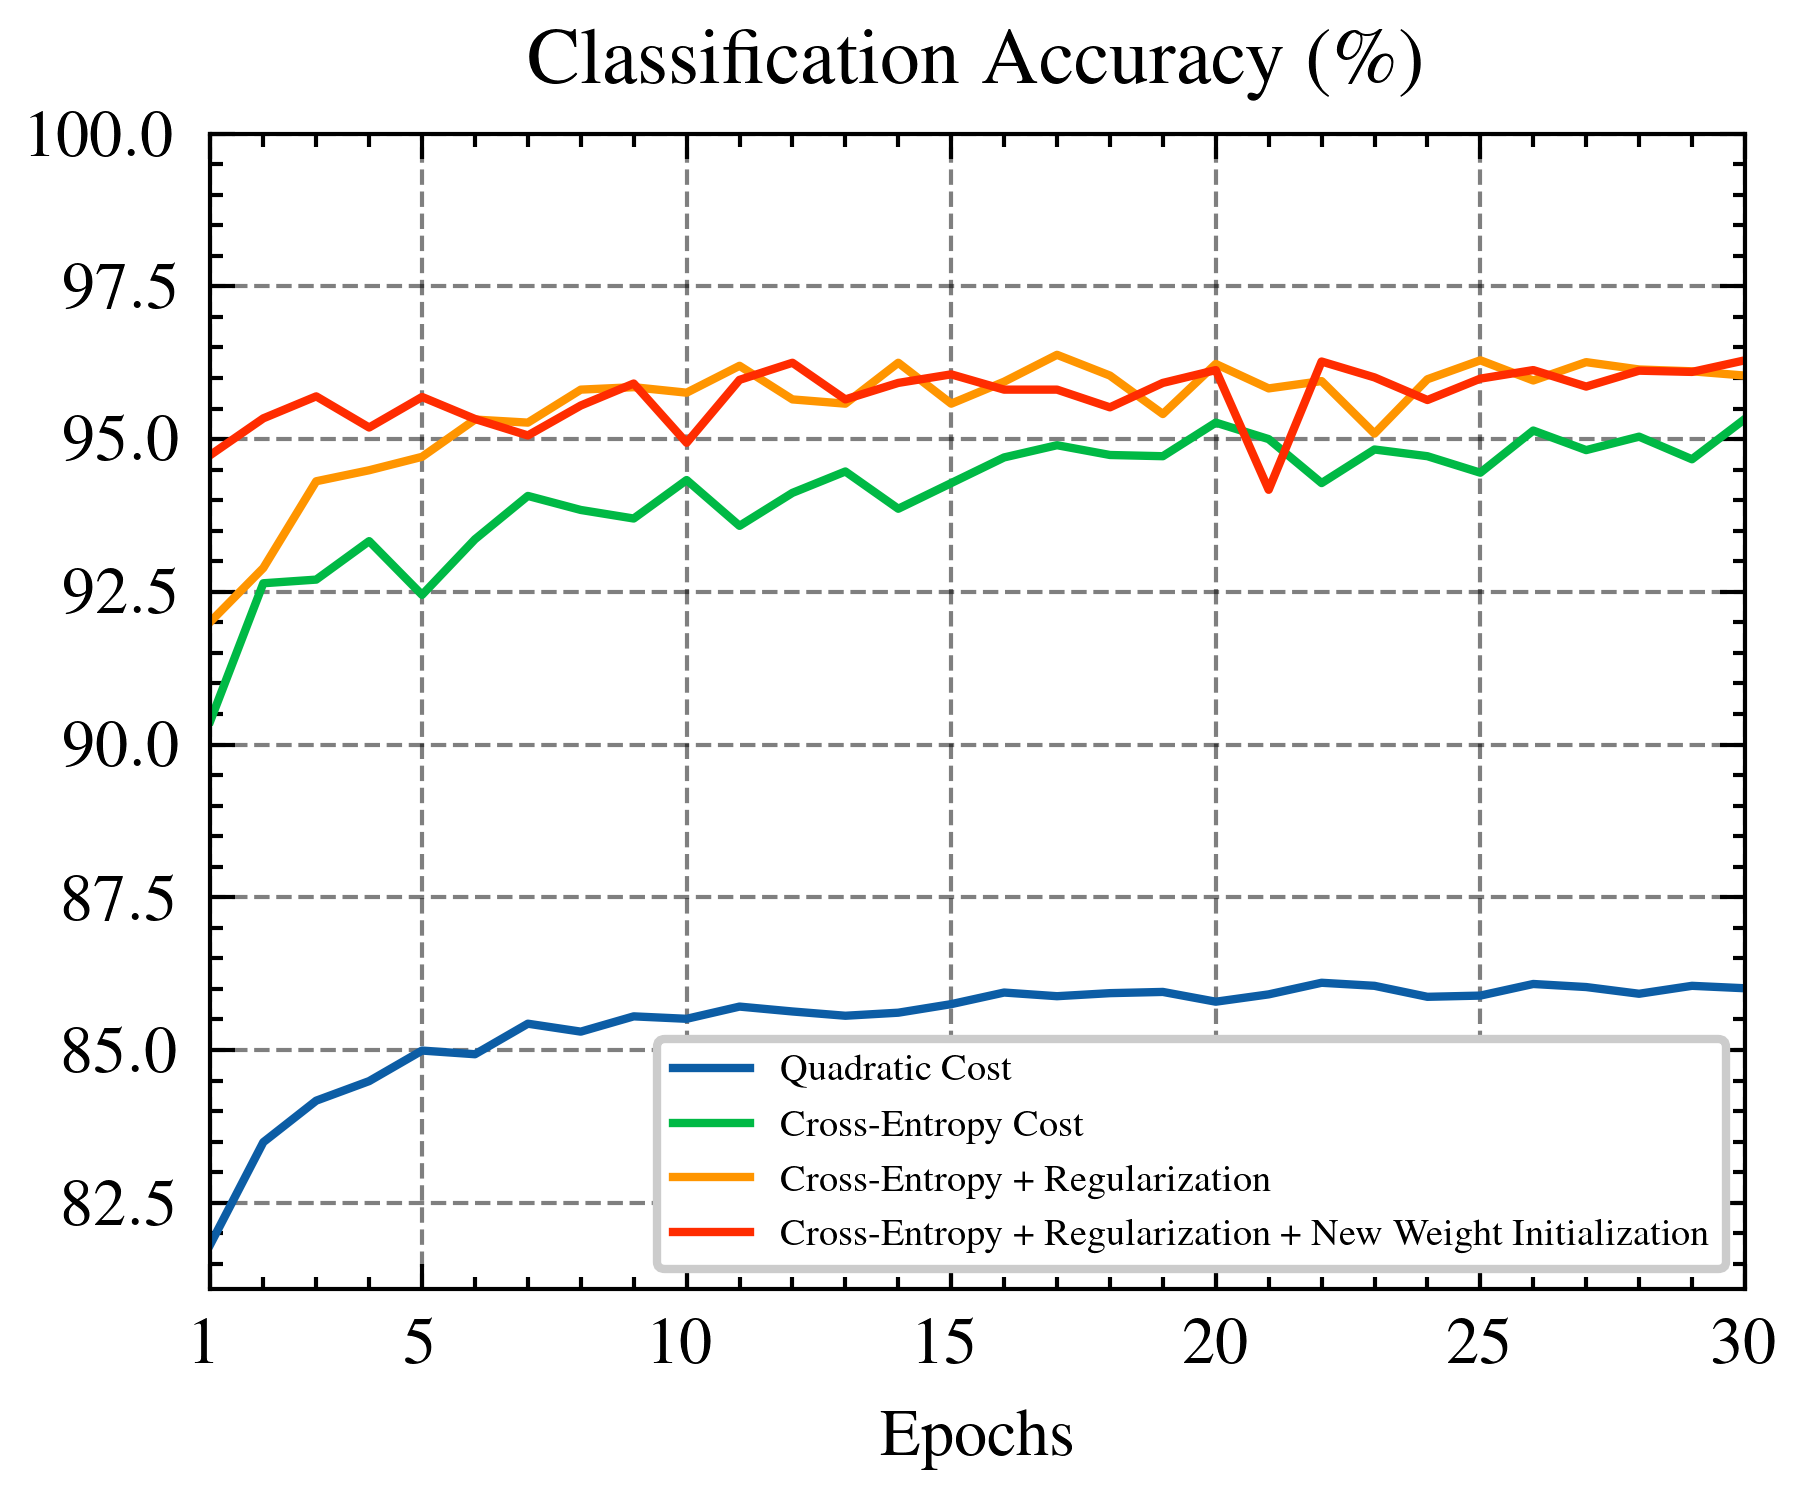 Classification Accuracy (%)
100.0
97.5
95.0
92.5
90.0
87.5
85.0
82.5
Quadratic Cost
Cross-Entropy Cost
Cross-Entropy + Regularization
Cross-Entropy + Regularization + New Weight Initialization
1 5 10 15 20 25 30
Epochs